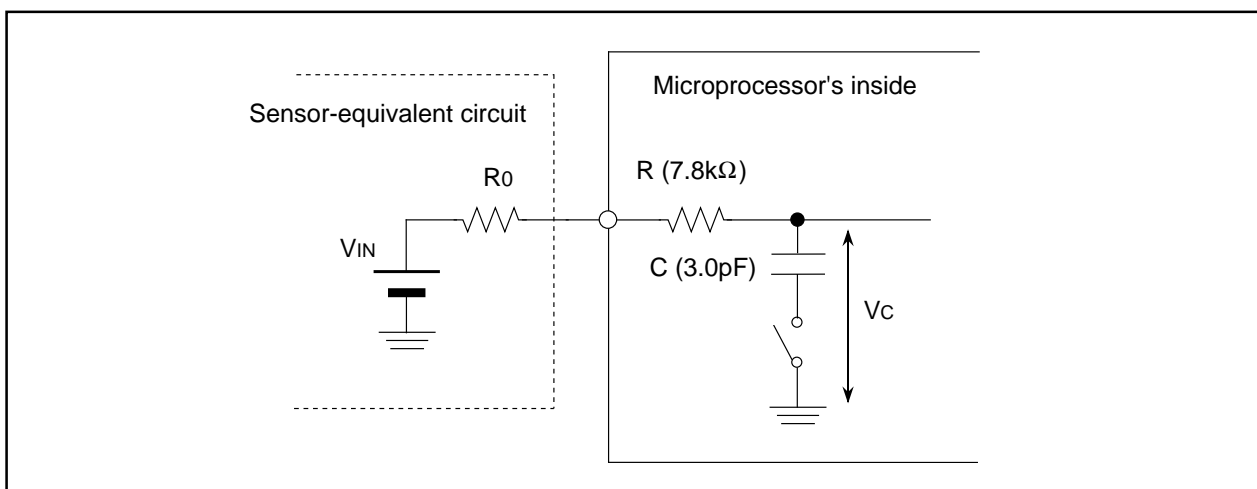 Microprocessor's inside
Sensor-equivalent circuit
R0
R (7.8kΩ)
VIN
C (3.0pF)
VC